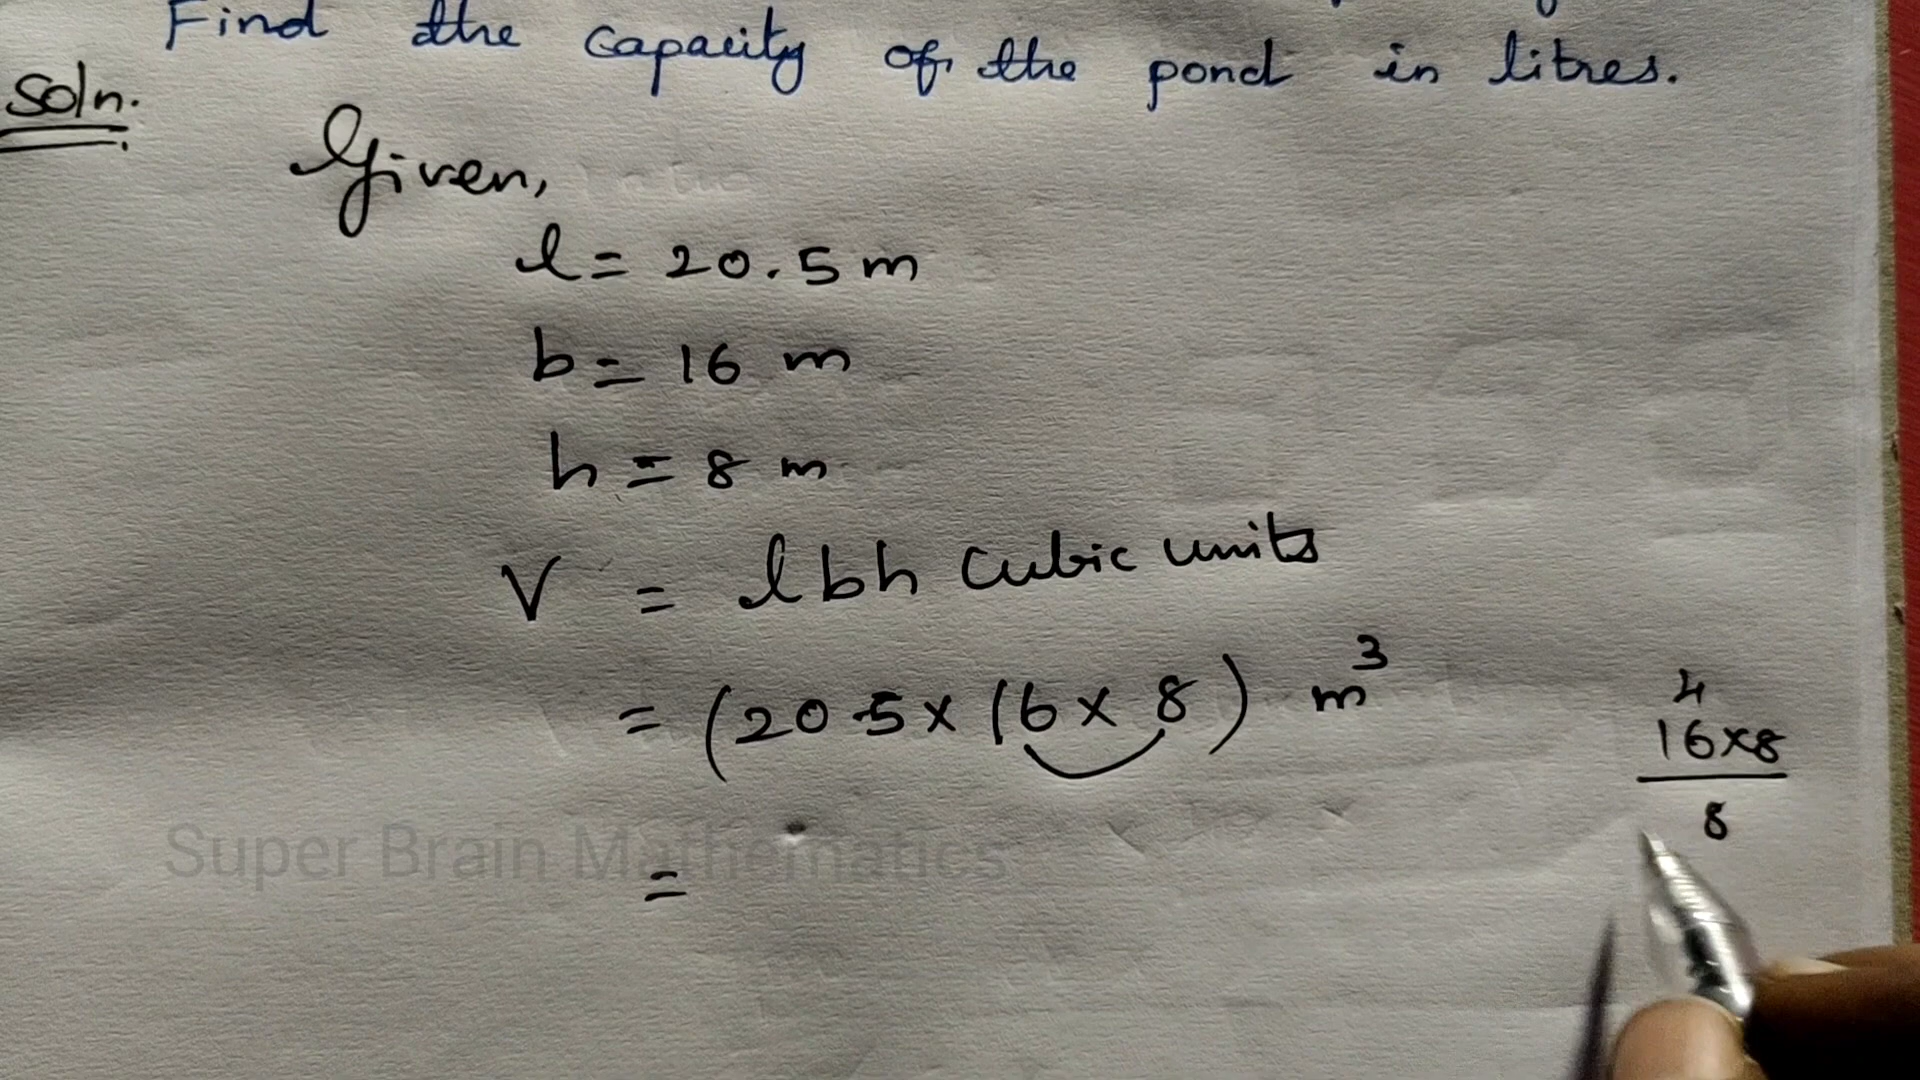 Find the capacity of the pond in litres.
Soln.
Given,
l = 20.5 m
b = 16 m
h = 8 m
V = lbh cubic units
= (20.5 x 16 x 8) m³
4
16x8
8
=
Super Brain Mathematics